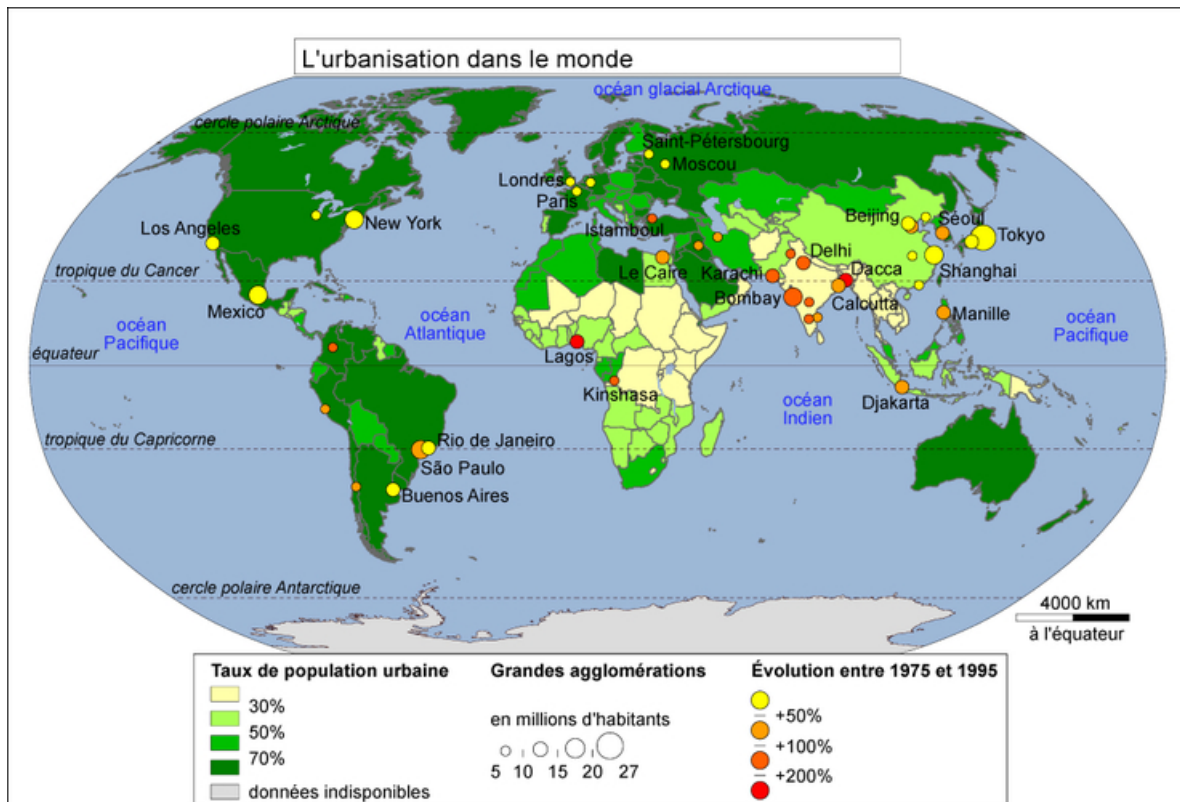 L'urbanisation dans le monde
océan glacial Arctique
cercle polaire Arctique
Saint-Pétersbourg
Moscou
Londres
Paris
Los Angeles
New York
Istamboul
Beijing
Séoul
Tokyo
tropique du Cancer
Le Caire
Karachi
Delhi
Dacca
Shanghai
Mexico
Bombay
Calcutta
Manille
océan
Pacifique
océan
Atlantique
océan
Pacifique
équateur
Lagos
Kinshasa
océan
Indien
Djakarta
tropique du Capricorne
Rio de Janeiro
São Paulo
Buenos Aires
cercle polaire Antarctique
4000 km
à l'équateur
Taux de population urbaine
30%
50%
70%
données indisponibles
Grandes agglomérations
en millions d'habitants
5 10 15 20 27
Évolution entre 1975 et 1995
+50%
+100%
+200%